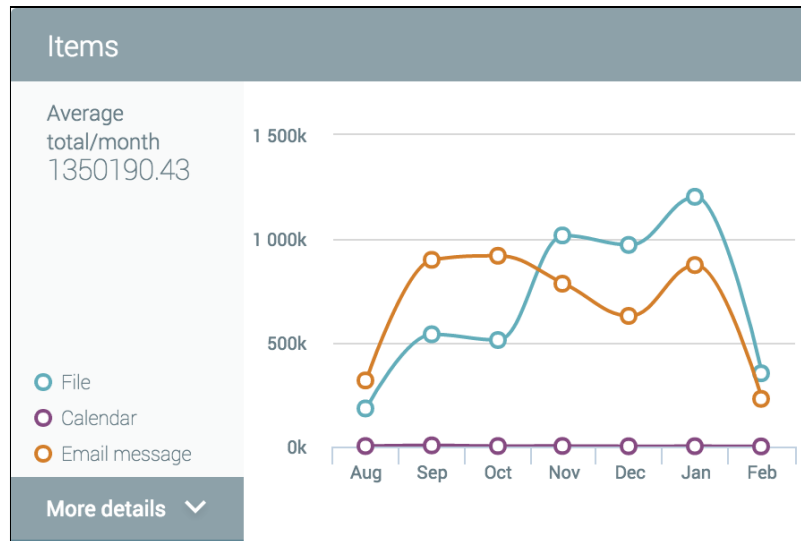 Items
Average
total/month
1350190.43
File
Calendar
Email message
More details
1 500k
1 000k
500k
0k
Aug Sep Oct Nov Dec Jan Feb